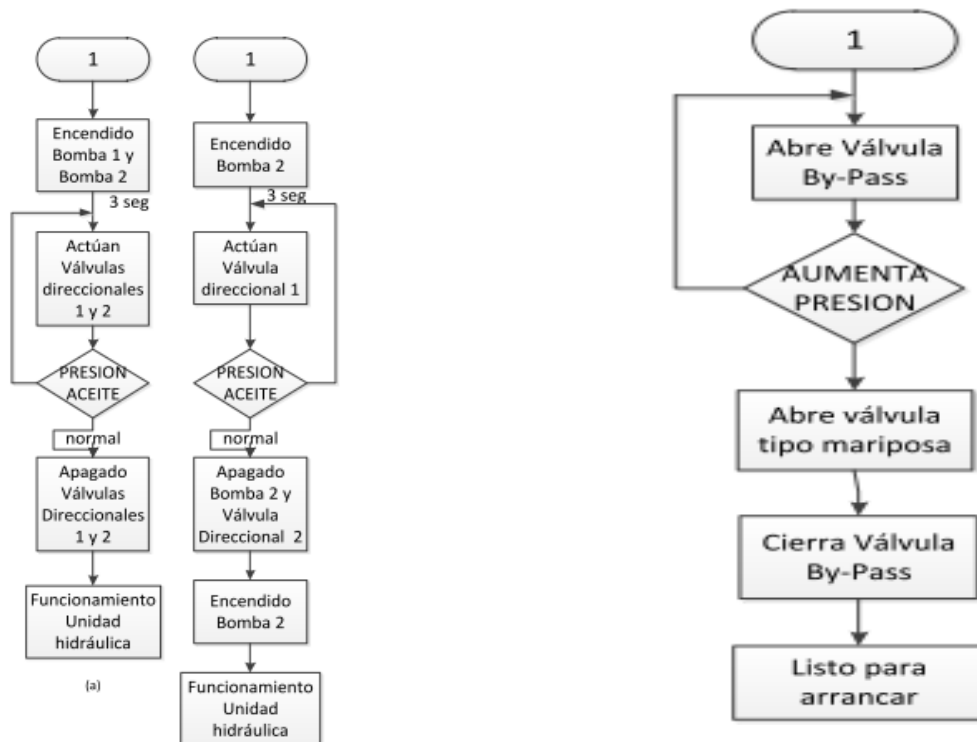 1
Encendido
Bomba 1 y
Bomba 2
3 seg
Actúan
Válvulas
direccionales
1 y 2
PRESION
ACEITE
normal
Apagado
Válvulas
Direccionales
1 y 2
Funcionamiento
Unidad
hidráulica
(a)
1
Encendido
Bomba 2
3 seg
Actúan
Válvula
direccional 1
PRESION
ACEITE
normal
Apagado
Bomba 2 y
Válvula
Direccional 2
Encendido
Bomba 2
Funcionamiento
Unidad
hidráulica
1
Abre Válvula
By-Pass
AUMENTA
PRESION
Abre válvula
tipo mariposa
Cierra Válvula
By-Pass
Listo para
arrancar